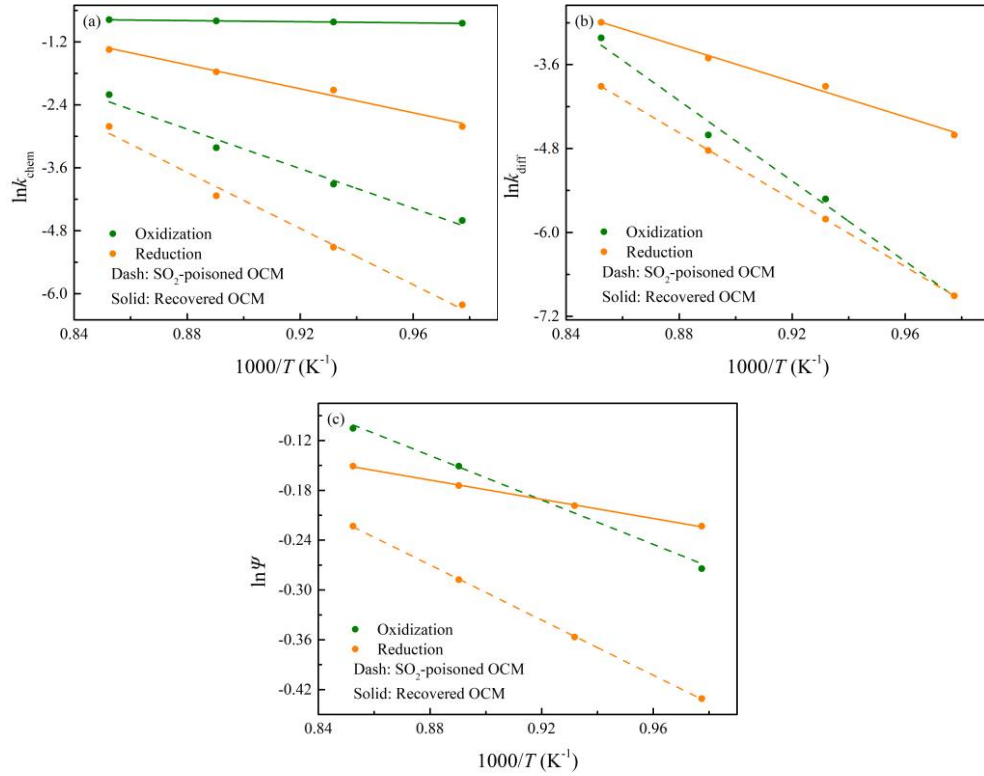 (a)
-1.2
-2.4
-3.6
-4.8
-6.0
lnk_chem
Oxidization
Reduction
Dash: SO₂-poisoned OCM
Solid: Recovered OCM
0.84 0.88 0.92 0.96
1000/T (K⁻¹)
(b)
-3.6
-4.8
-6.0
-7.2
lnk_diff
Oxidization
Reduction
Dash: SO₂-poisoned OCM
Solid: Recovered OCM
0.84 0.88 0.92 0.96
1000/T (K⁻¹)
(c)
-0.12
-0.18
-0.24
-0.30
-0.36
-0.42
lnΨ
Oxidization
Reduction
Dash: SO₂-poisoned OCM
Solid: Recovered OCM
0.84 0.88 0.92 0.96
1000/T (K⁻¹)